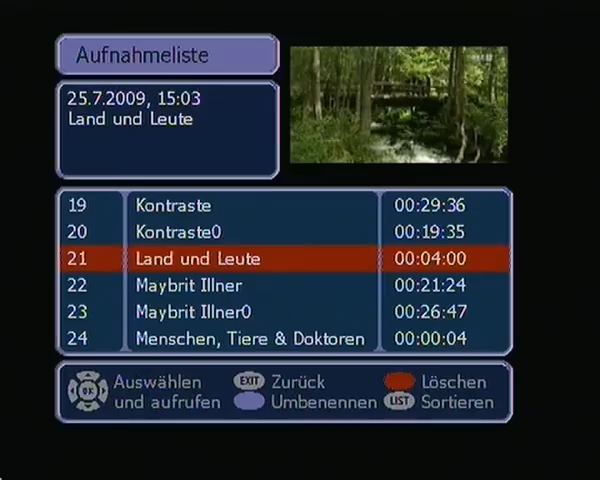 Aufnahmeliste
25.7.2009, 15:03
Land und Leute
19 Kontraste 00:29:36
20 Kontraste0 00:19:35
21 Land und Leute 00:04:00
22 Maybrit Illner 00:21:24
23 Maybrit Illner0 00:26:47
24 Menschen, Tiere & Doktoren 00:00:04
OK Auswählen und aufrufen
EXIT Zurück
Umbenennen
Löschen
LIST Sortieren